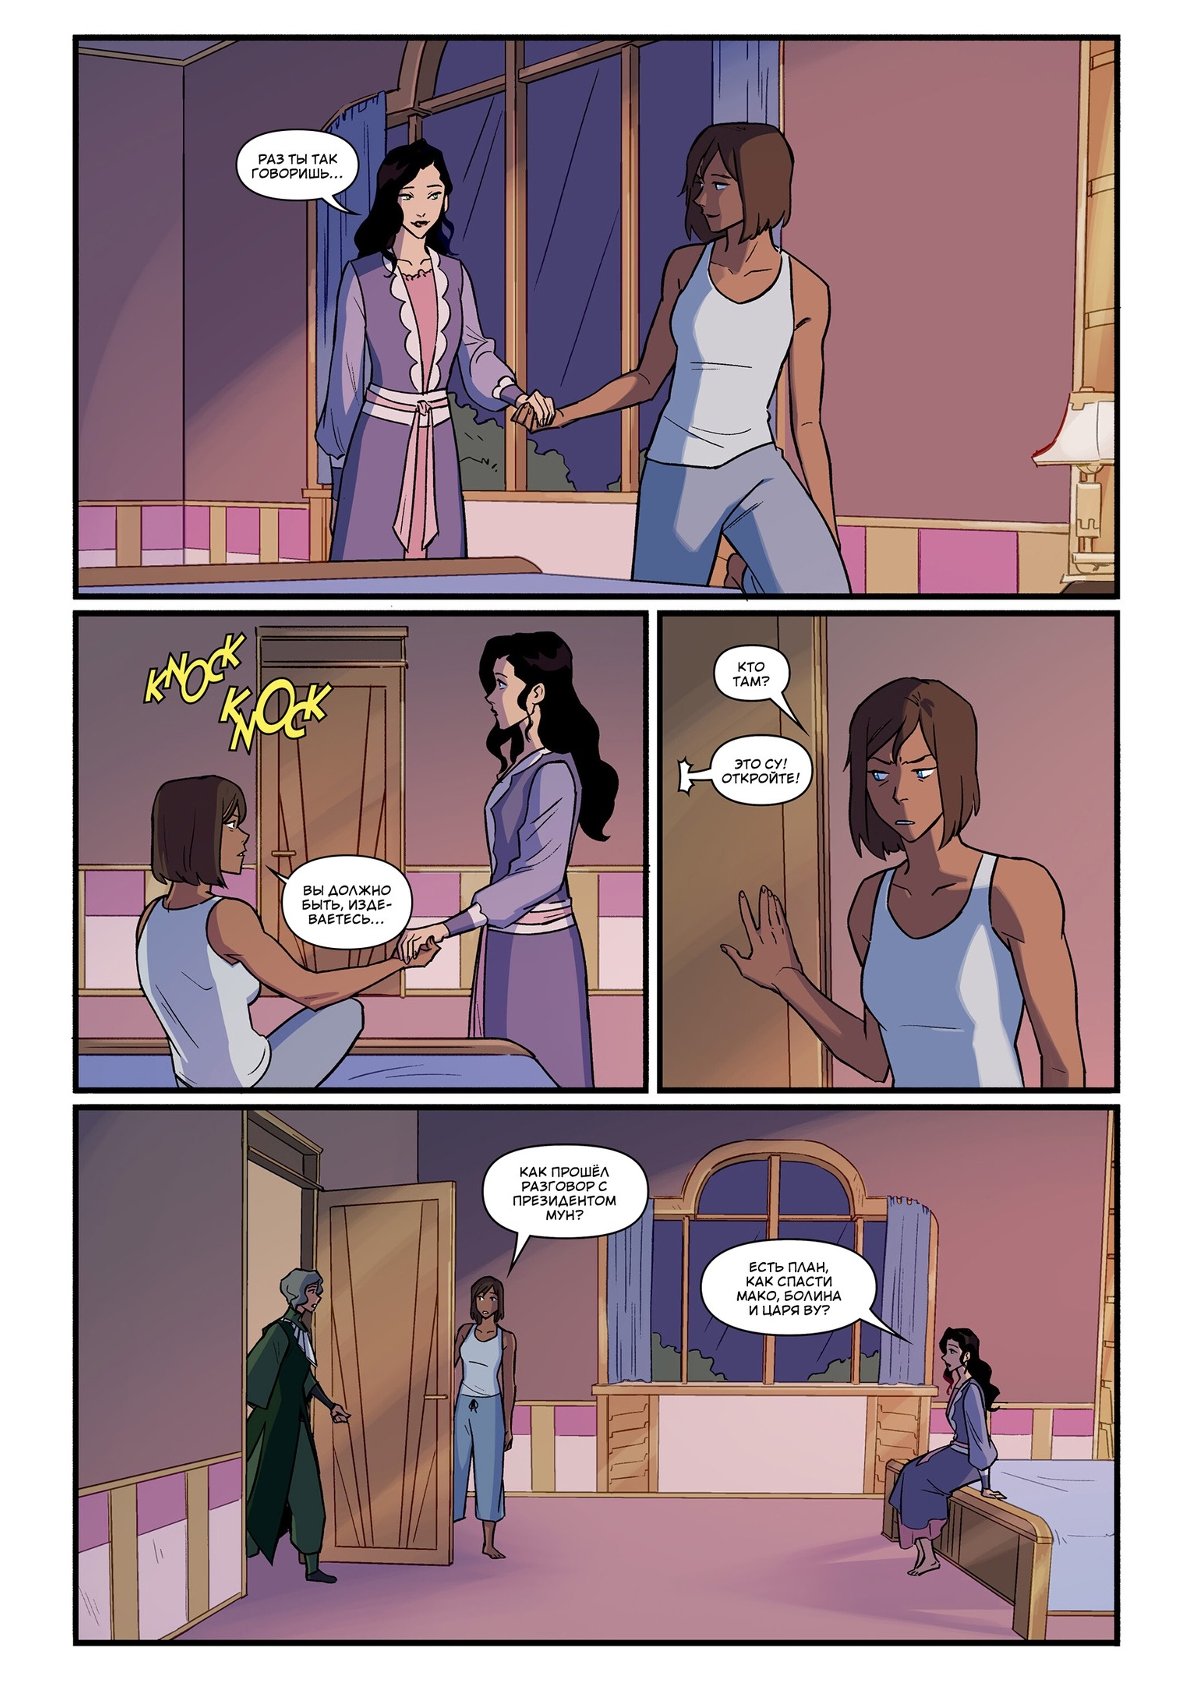 РАЗ ТЫ ТАК
ГОВОРИШЬ...
KNOCK
KNOCK
ВЫ ДОЛЖНО
БЫТЬ, ИЗДЕ-
ВАЕТЕСЬ...
КТО
ТАМ?
ЭТО СУ!
ОТКРОЙТЕ!
КАК ПРОШЁЛ
РАЗГОВОР С
ПРЕЗИДЕНТОМ
МУН?
ЕСТЬ ПЛАН,
КАК СПАСТИ
МАКО, БОЛИНА
И ЦАРЯ ВУ?